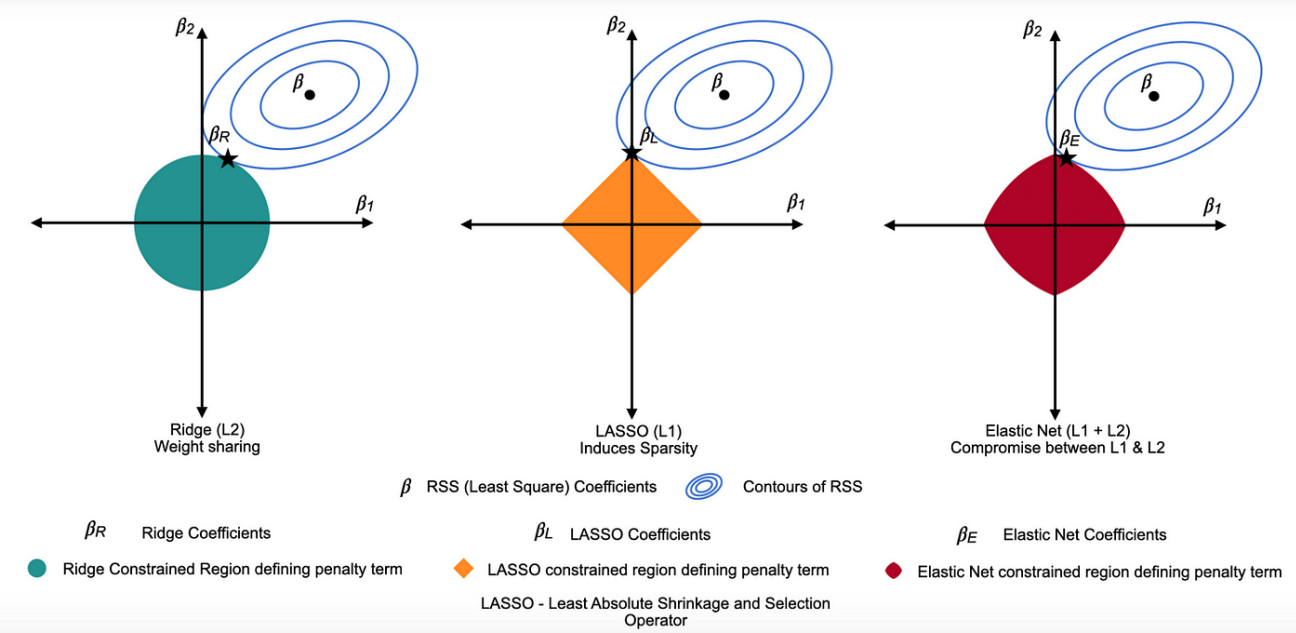 β2
β
βR
β1
Ridge (L2)
Weight sharing
β2
β
βL
β1
LASSO (L1)
Induces Sparsity
β2
β
βE
β1
Elastic Net (L1 + L2)
Compromise between L1 & L2
β RSS (Least Square) Coefficients Contours of RSS
βR Ridge Coefficients
βL LASSO Coefficients
βE Elastic Net Coefficients
Ridge Constrained Region defining penalty term
LASSO constrained region defining penalty term
Elastic Net constrained region defining penalty term
LASSO - Least Absolute Shrinkage and Selection
Operator